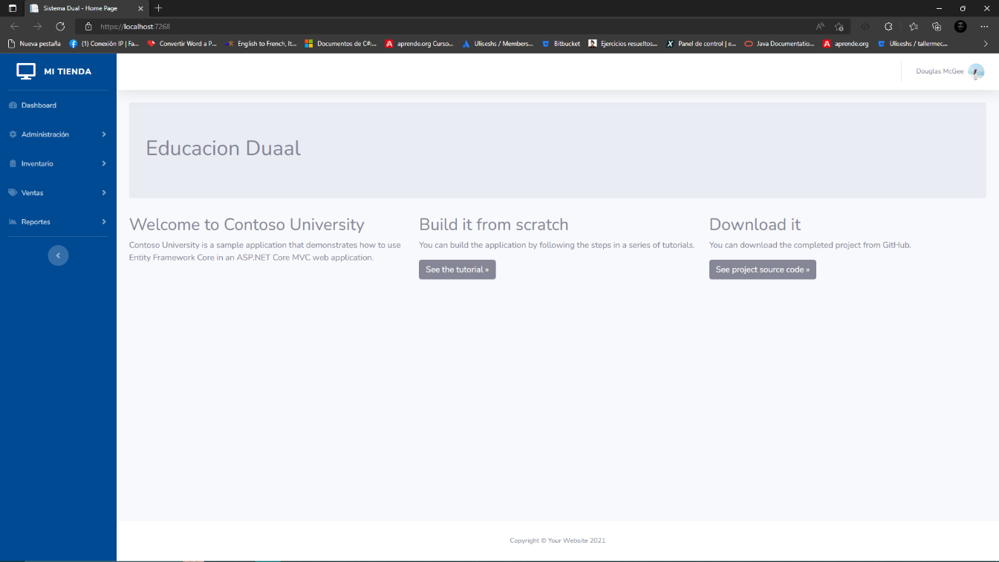 Sistema Dual - Home Page
https://localhost:7268
Nueva pestaña
(1) Conexión IP | Fa...
Convertir Word a P...
English to French, It...
Documentos de C#:...
aprende.org Curso...
Uliseshs / Members...
Bitbucket
Ejercicios resueltos...
Panel de control | e...
Java Documentatio...
aprende.org
Uliseshs / tallermec...
MI TIENDA
Douglas McGee
Dashboard
Administración
Inventario
Ventas
Reportes
Educacion Duaal
Welcome to Contoso University
Contoso University is a sample application that demonstrates how to use
Entity Framework Core in an ASP.NET Core MVC web application.
Build it from scratch
You can build the application by following the steps in a series of tutorials.
See the tutorial »
Download it
You can download the completed project from GitHub.
See project source code »
Copyright © Your Website 2021